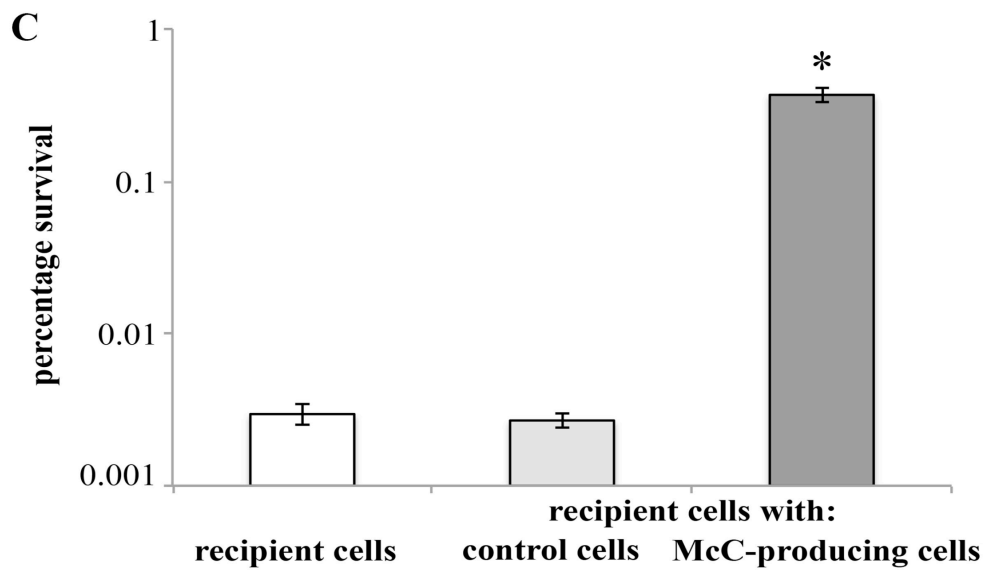 C
percentage survival
1
0.1
0.01
0.001
*
recipient cells with:
recipient cells
control cells
McC-producing cells